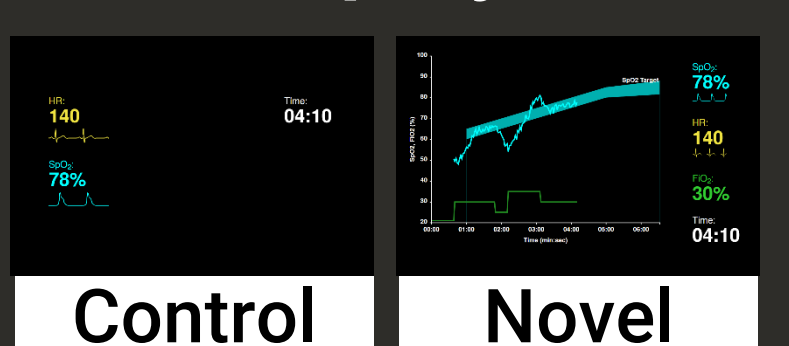 HR:
140
SpO₂:
78%
Time:
04:10
Control
100
90
80
70
60
50
40
30
20
SpO2, FiO2 (%)
SpO2 Target
00:00 01:00 02:00 03:00 04:00 05:00 06:00
Time (min:sec)
SpO₂:
78%
HR:
140
FiO₂:
30%
Time:
04:10
Novel